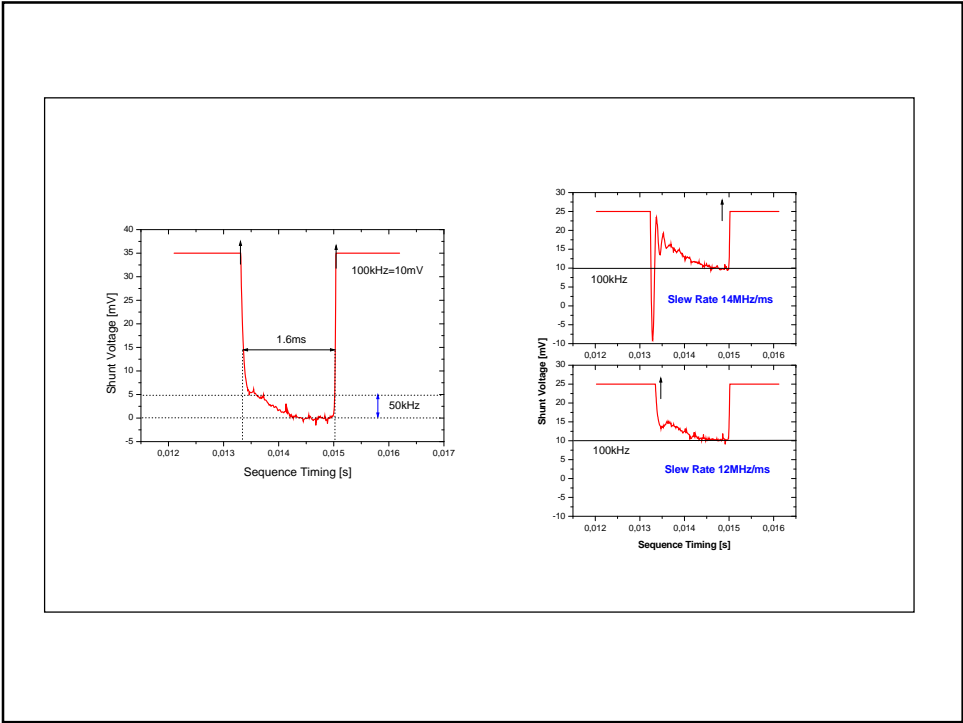 40
35
30
25
20
15
10
5
0
-5
Shunt Voltage [mV]
100kHz=10mV
1.6ms
50kHz
0,012 0,013 0,014 0,015 0,016 0,017
Sequence Timing [s]
30
25
20
15
10
5
0
-5
-10
100kHz
Slew Rate 14MHz/ms
0,012 0,013 0,014 0,015 0,016
Shunt Voltage [mV]
30
25
20
15
10
5
0
-5
-10
100kHz
Slew Rate 12MHz/ms
0,012 0,013 0,014 0,015 0,016
Sequence Timing [s]